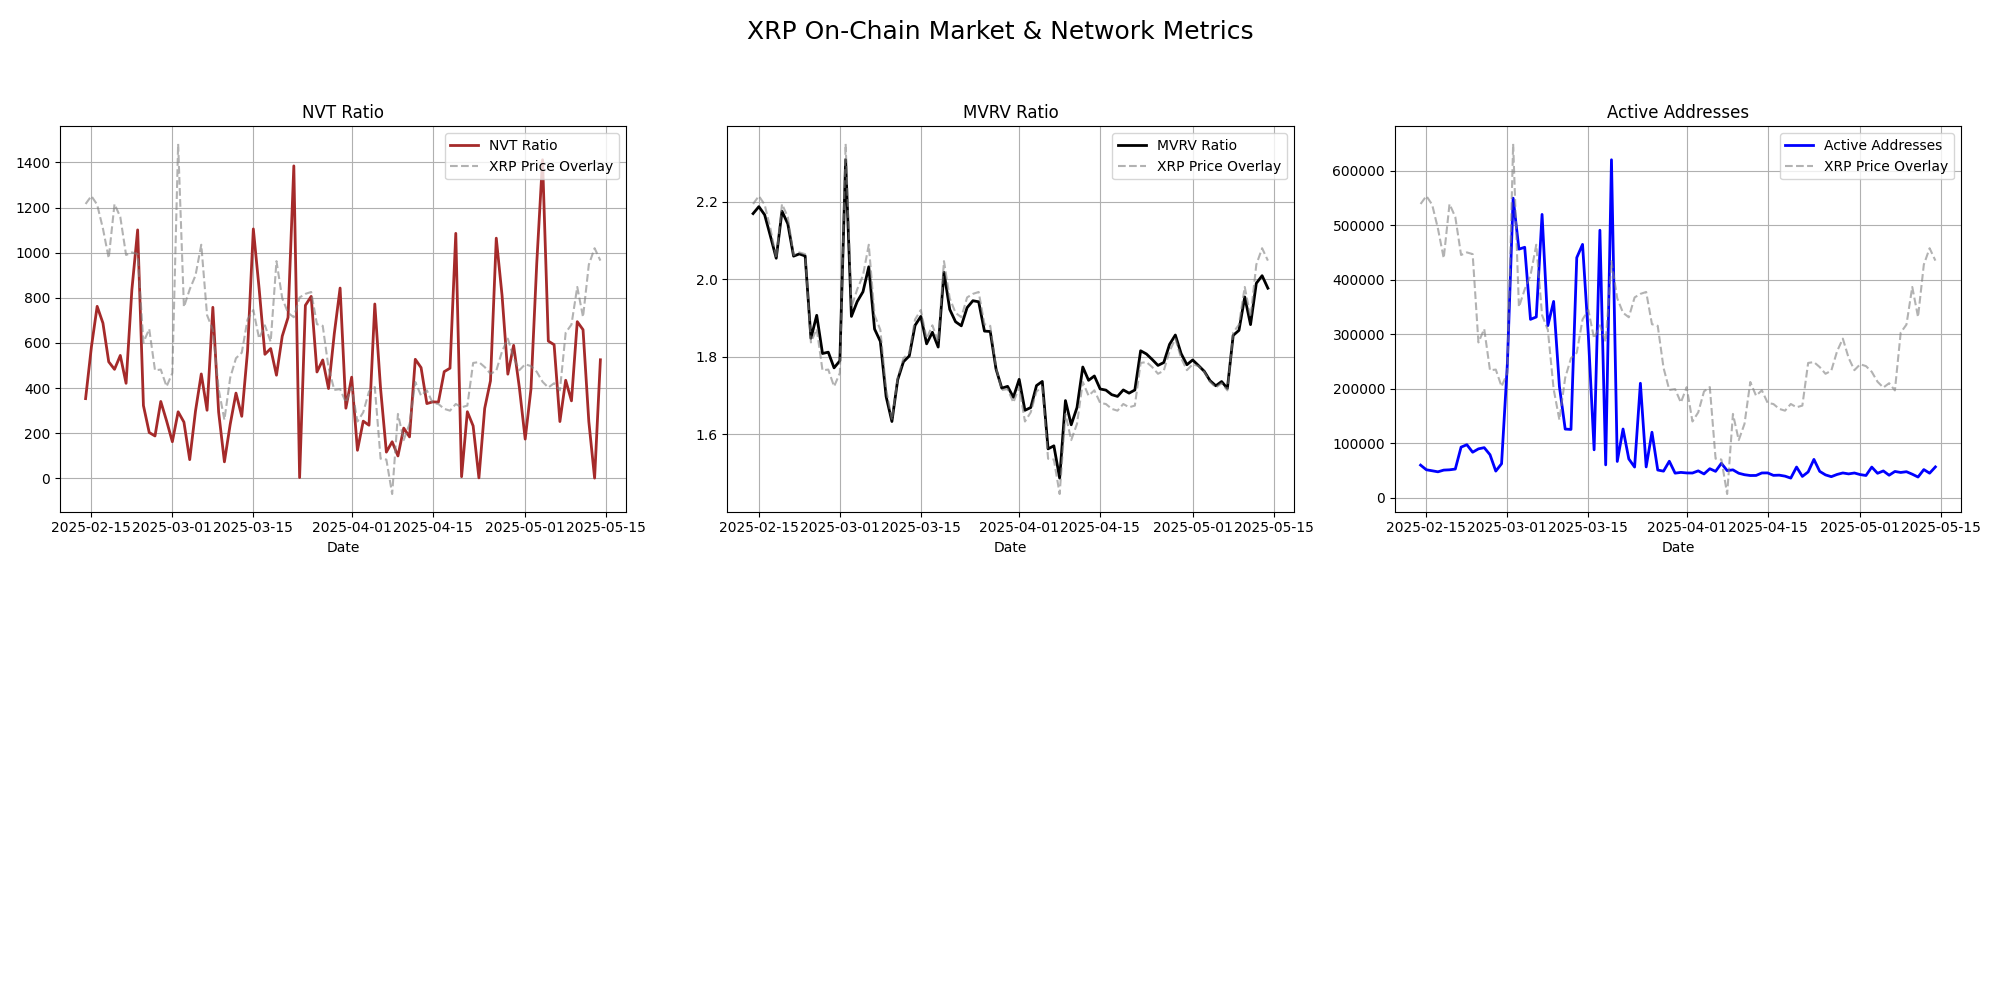 XRP On-Chain Market & Network Metrics
NVT Ratio
NVT Ratio
XRP Price Overlay
1400
1200
1000
800
600
400
200
0
2025-02-15 2025-03-01 2025-03-15 2025-04-01 2025-04-15 2025-05-01 2025-05-15
Date
MVRV Ratio
MVRV Ratio
XRP Price Overlay
2.2
2.0
1.8
1.6
2025-02-15 2025-03-01 2025-03-15 2025-04-01 2025-04-15 2025-05-01 2025-05-15
Date
Active Addresses
Active Addresses
XRP Price Overlay
600000
500000
400000
300000
200000
100000
0
2025-02-15 2025-03-01 2025-03-15 2025-04-01 2025-04-15 2025-05-01 2025-05-15
Date